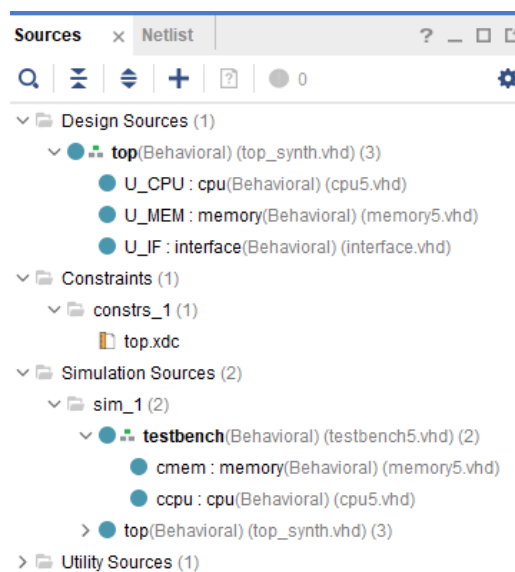 Sources × Netlist ? _
? 0
Design Sources (1)
top(Behavioral) (top_synth.vhd) (3)
U_CPU : cpu(Behavioral) (cpu5.vhd)
U_MEM : memory(Behavioral) (memory5.vhd)
U_IF : interface(Behavioral) (interface.vhd)
Constraints (1)
constrs_1 (1)
top.xdc
Simulation Sources (2)
sim_1 (2)
testbench(Behavioral) (testbench5.vhd) (2)
cmem : memory(Behavioral) (memory5.vhd)
ccpu : cpu(Behavioral) (cpu5.vhd)
top(Behavioral) (top_synth.vhd) (3)
Utility Sources (1)